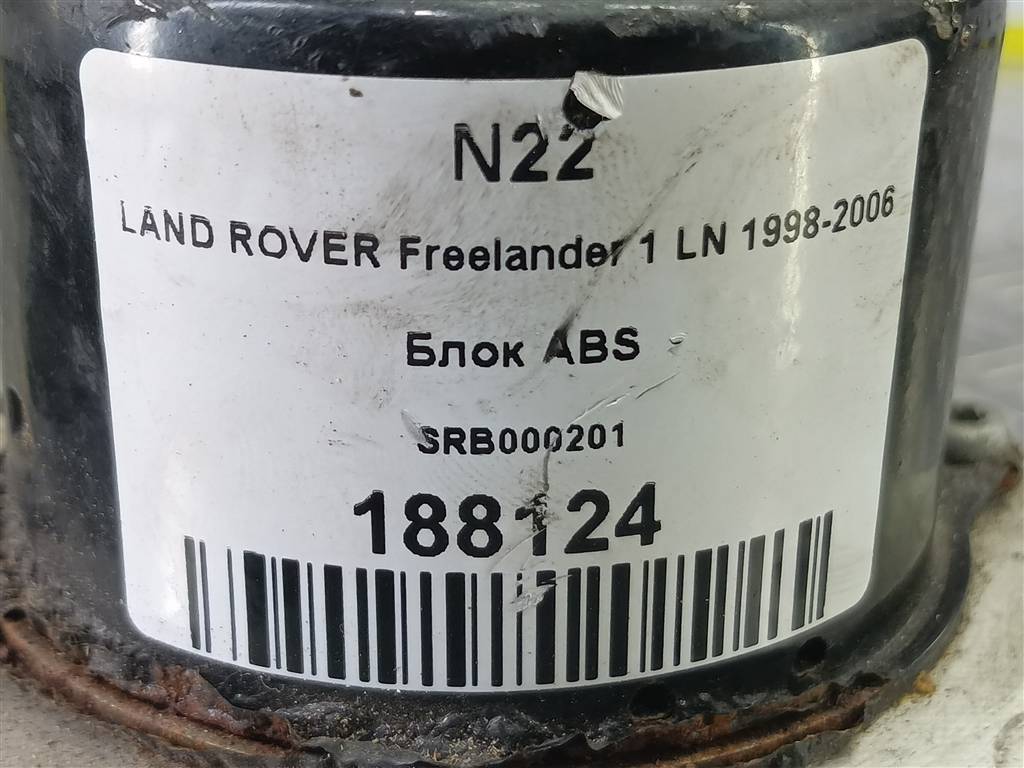 N22
LAND ROVER Freelander 1 LN 1998-2006
Блок ABS
SRB000201
188124